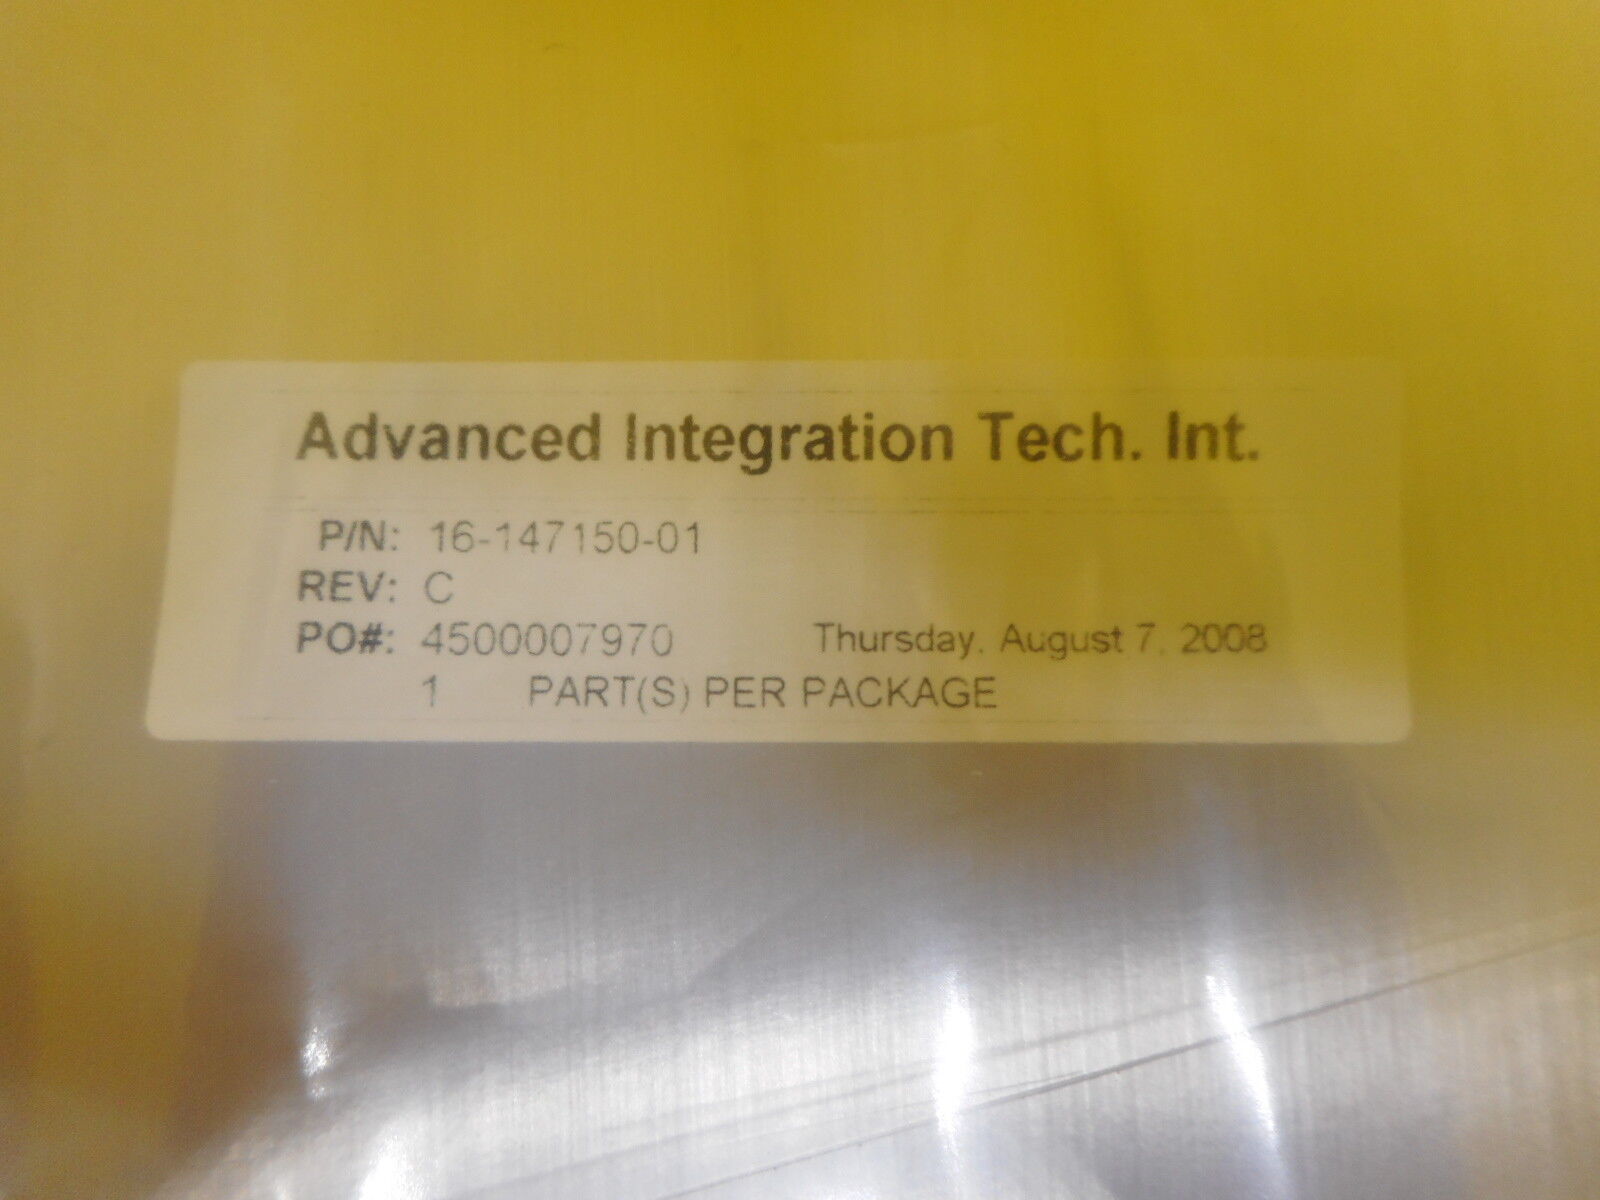 Advanced Integration Tech. Int.
P/N: 16-147150-01
REV: C
PO#: 4500007970 Thursday, August 7, 2008
1 PART(S) PER PACKAGE